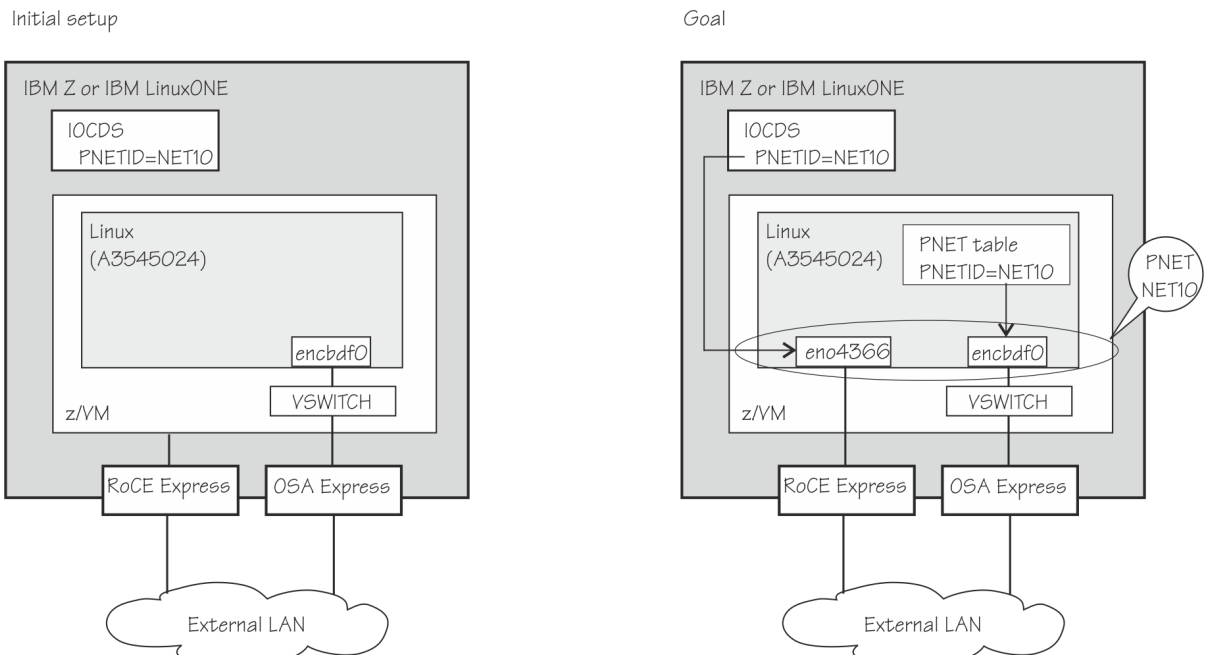 Initial setup
IBM Z or IBM LinuxONE
IOCDS
PNETID=NET10
Linux
(A3545024)
encbdf0
VSWITCH
z/VM
RoCE Express
OSA Express
External LAN
Goal
IBM Z or IBM LinuxONE
IOCDS
PNETID=NET10
Linux
(A3545024)
PNET table
PNETID=NET10
PNET
NET10
eno4366
encbdf0
VSWITCH
z/VM
RoCE Express
OSA Express
External LAN